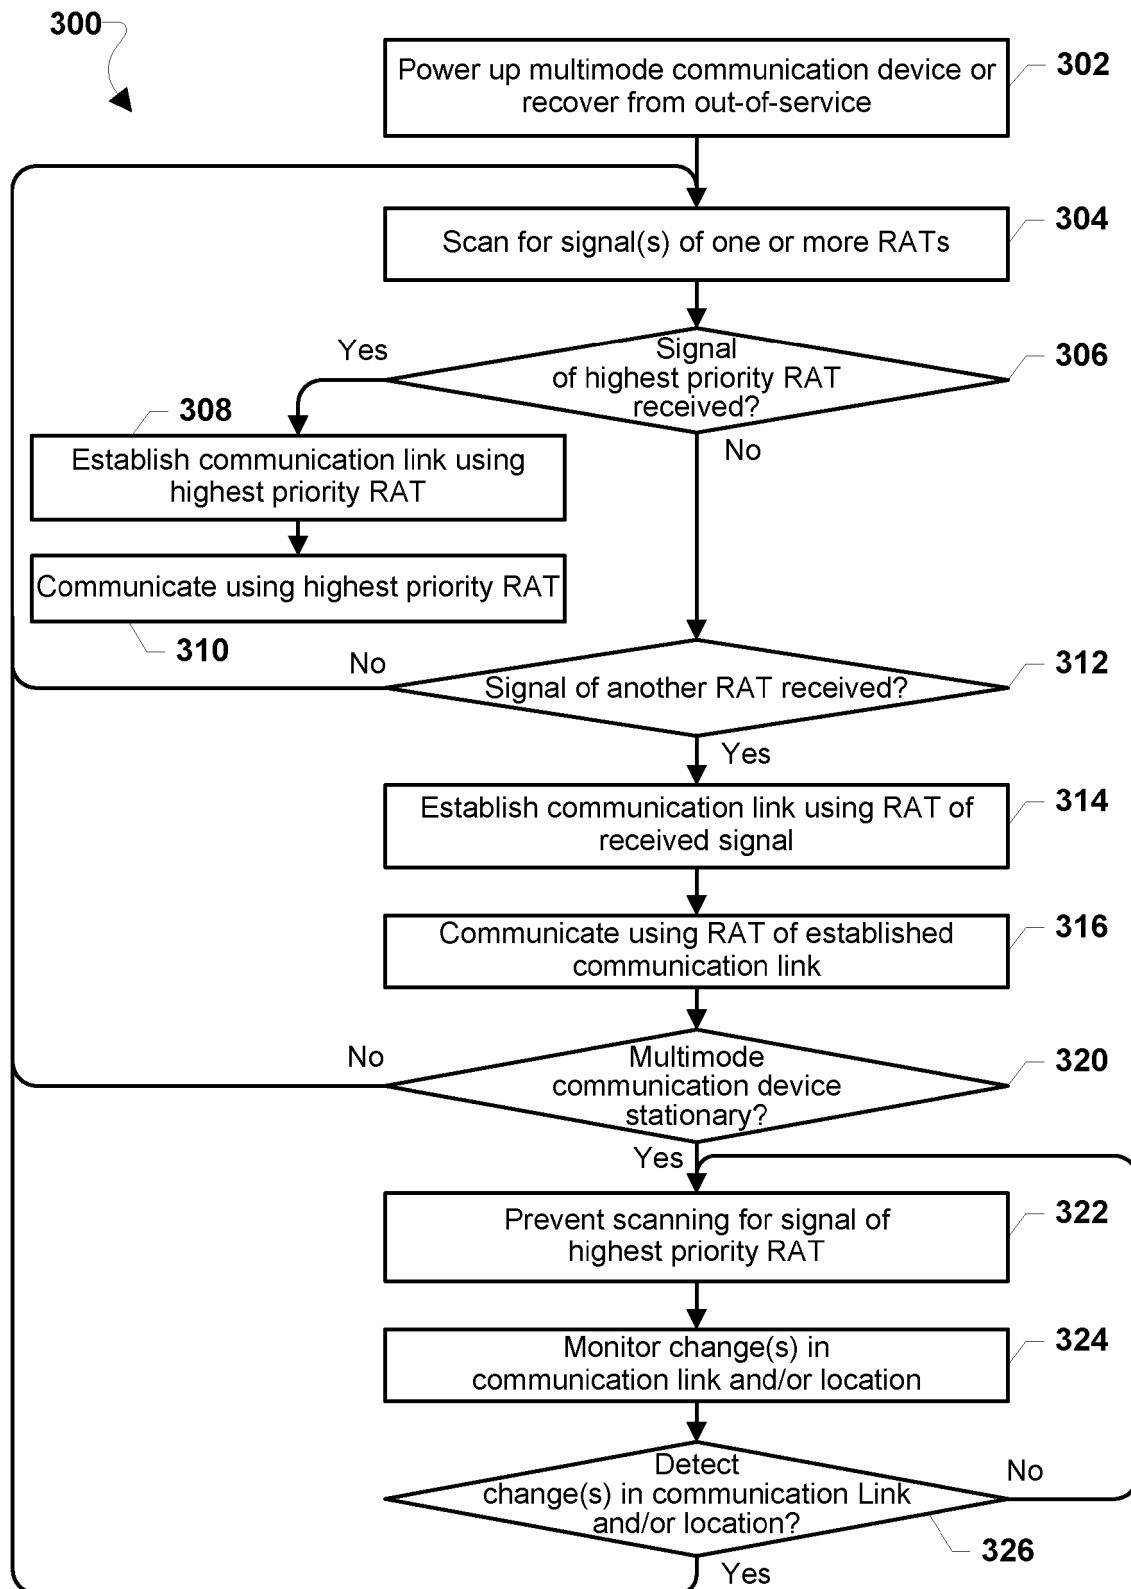 300
Power up multimode communication device or
recover from out-of-service
302
Scan for signal(s) of one or more RATs
304
Signal
of highest priority RAT
received?
306
Yes
No
308
Establish communication link using
highest priority RAT
Communicate using highest priority RAT
310
Signal of another RAT received?
312
No
Yes
Establish communication link using RAT of
received signal
314
Communicate using RAT of established
communication link
316
Multimode
communication device
stationary?
320
No
Yes
Prevent scanning for signal of
highest priority RAT
322
Monitor change(s) in
communication link and/or location
324
Detect
change(s) in communication Link
and/or location?
326
No
Yes